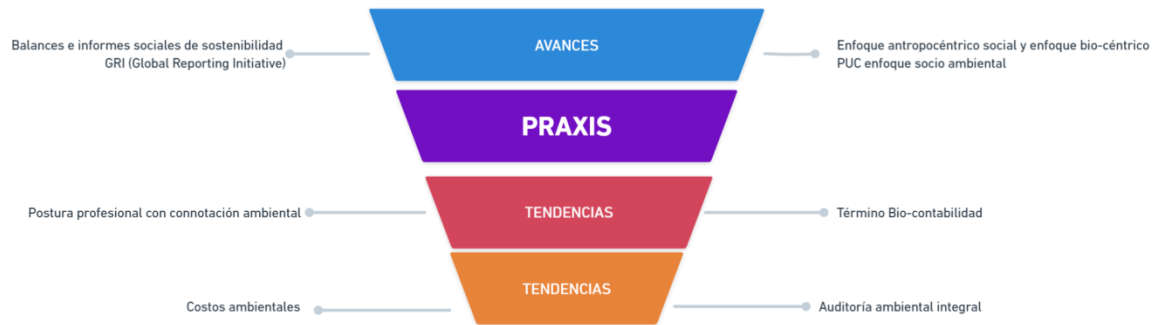 AVANCES
Balances e informes sociales de sostenibilidad
GRI (Global Reporting Initiative)
Enfoque antropocéntrico social y enfoque bio-céntrico
PUC enfoque socio ambiental
PRAXIS
Postura profesional con connotación ambiental
TENDENCIAS
Término Bio-contabilidad
TENDENCIAS
Costos ambientales
Auditoría ambiental integral